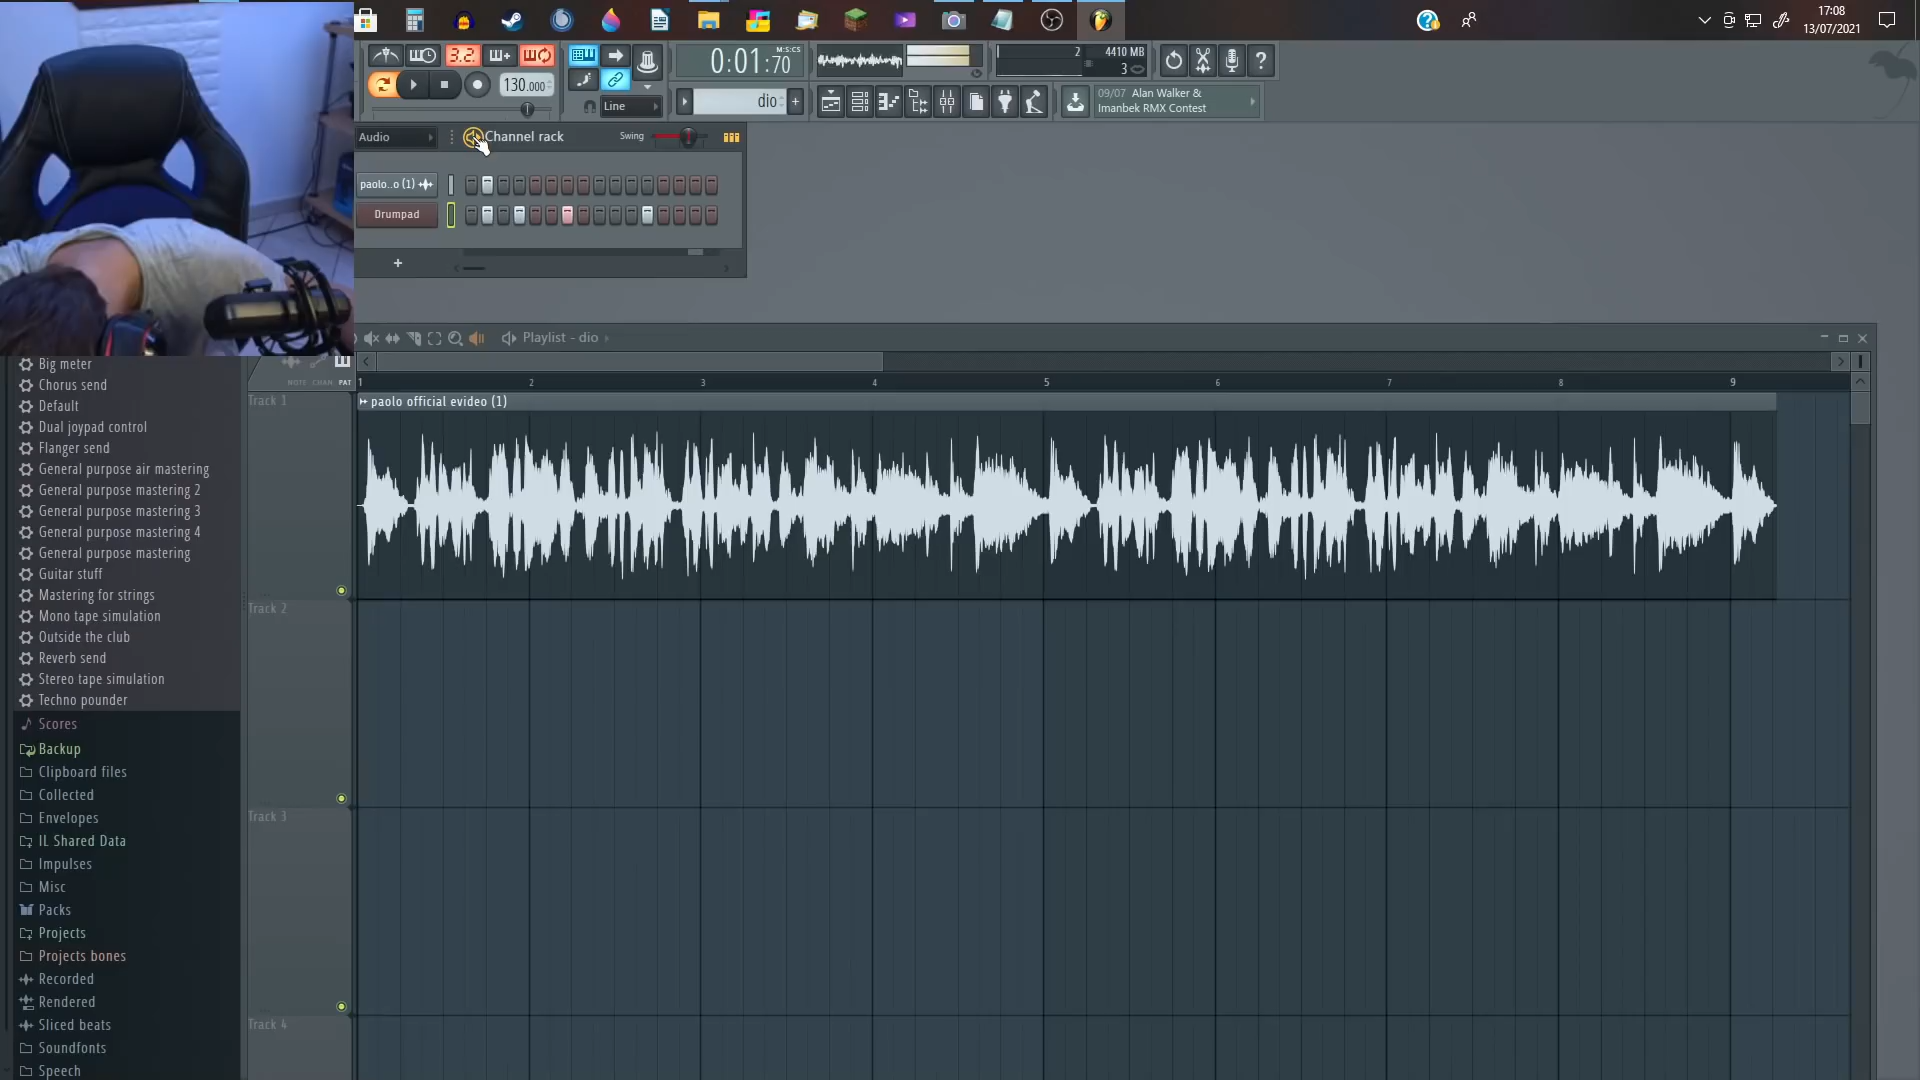 17:08
13/07/2021
3.2.
130.000
Line
0:01:70
M:S:CS
dio
+
2
4410 MB
3
?
09/07 Alan Walker &
Imanbek RMX Contest
Audio
Channel rack
Swing
paolo..o (1)
Drumpad
+
Playlist - dio
NOTE CHAN PAT
1 2 3 4 5 6 7 8 9
Track 1
paolo official evideo (1)
Track 2
Track 3
Track 4
Big meter
Chorus send
Default
Dual joypad control
Flanger send
General purpose air mastering
General purpose mastering 2
General purpose mastering 3
General purpose mastering 4
General purpose mastering
Guitar stuff
Mastering for strings
Mono tape simulation
Outside the club
Reverb send
Stereo tape simulation
Techno pounder
Scores
Backup
Clipboard files
Collected
Envelopes
IL Shared Data
Impulses
Misc
Packs
Projects
Projects bones
Recorded
Rendered
Sliced beats
Soundfonts
Speech